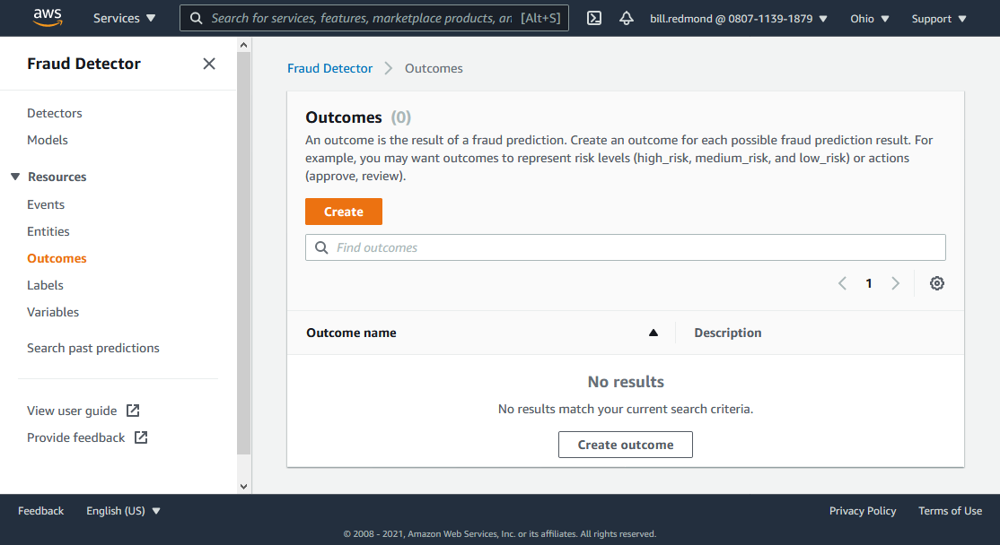 aws
Services
Search for services, features, marketplace products, an [Alt+S]
bill.redmond @ 0807-1139-1879
Ohio
Support
Fraud Detector
Detectors
Models
Resources
Events
Entities
Outcomes
Labels
Variables
Search past predictions
View user guide
Provide feedback
Fraud Detector
Outcomes
Outcomes (0)
An outcome is the result of a fraud prediction. Create an outcome for each possible fraud prediction result. For
example, you may want outcomes to represent risk levels (high_risk, medium_risk, and low_risk) or actions
(approve, review).
Create
Find outcomes
1
Outcome name
Description
No results
No results match your current search criteria.
Create outcome
Feedback
English (US)
Privacy Policy
Terms of Use
© 2008 - 2021, Amazon Web Services, Inc. or its affiliates. All rights reserved.